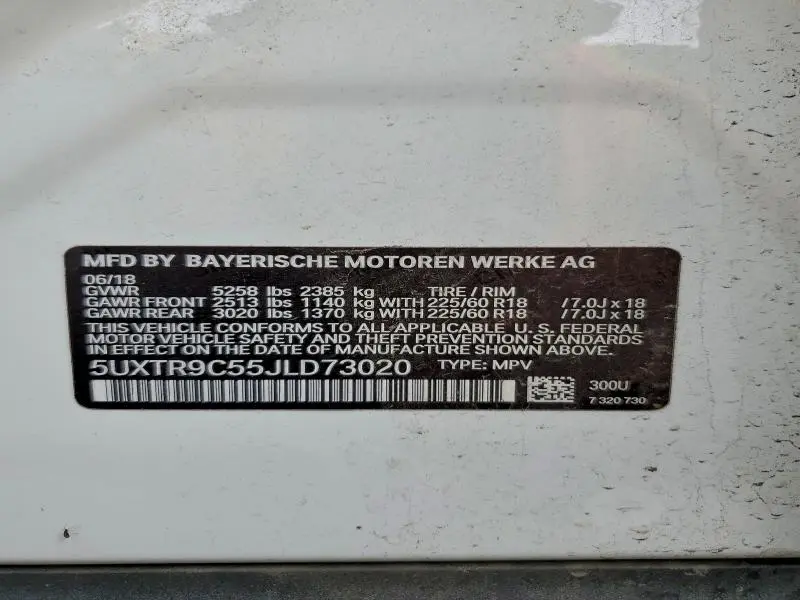 MFD BY BAYERISCHE MOTOREN WERKE AG
06/18
GVWR 5258 lbs 2385 kg TIRE / RIM
GAWR FRONT 2513 lbs 1140 kg WITH 225/60 R18 /7.0J x 18
GAWR REAR 3020 lbs 1370 kg WITH 225/60 R18 /7.0J x 18
THIS VEHICLE CONFORMS TO ALL APPLICABLE U. S. FEDERAL
MOTOR VEHICLE SAFETY AND THEFT PREVENTION STANDARDS
IN EFFECT ON THE DATE OF MANUFACTURE SHOWN ABOVE.
5UXTR9C55JLD73020 TYPE: MPV
300U
7 320 730